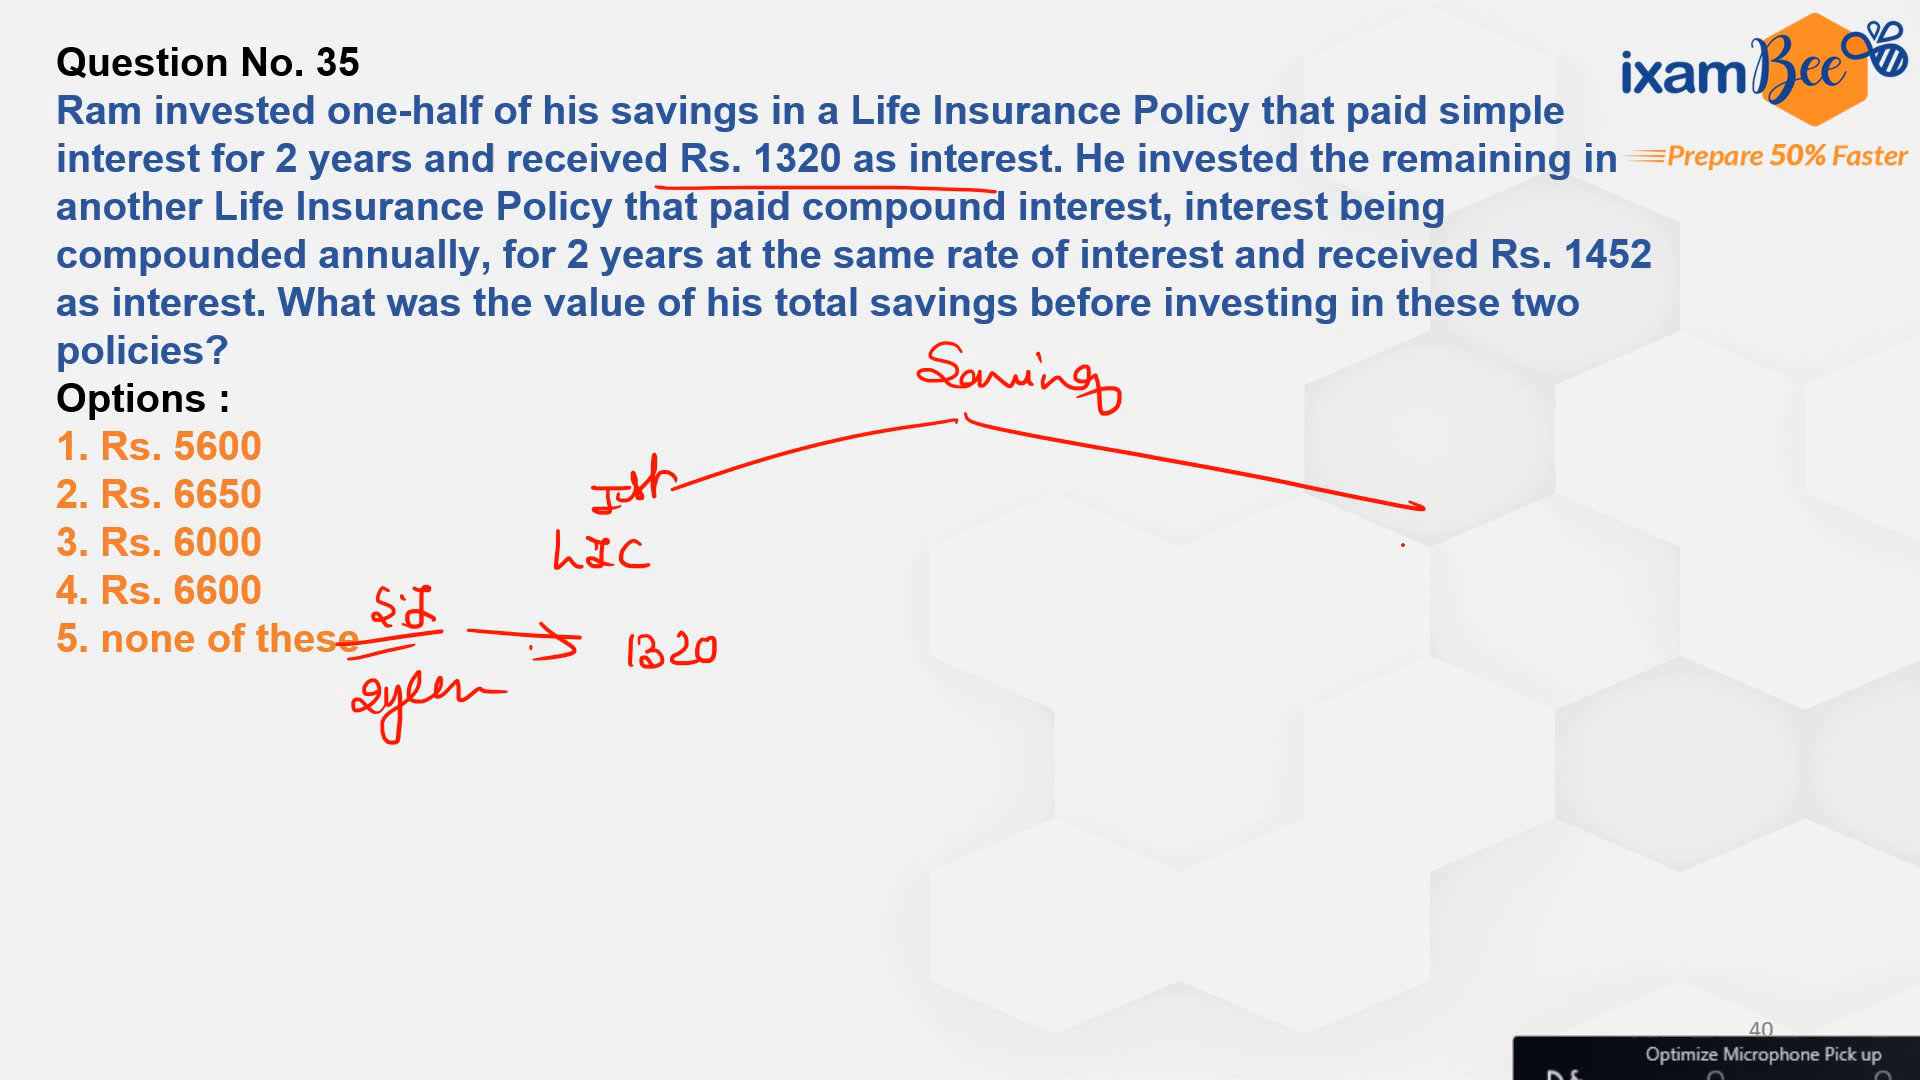 Question No. 35
Ram invested one-half of his savings in a Life Insurance Policy that paid simple
interest for 2 years and received Rs. 1320 as interest. He invested the remaining in
another Life Insurance Policy that paid compound interest, interest being
compounded annually, for 2 years at the same rate of interest and received Rs. 1452
as interest. What was the value of his total savings before investing in these two
policies?
Options :
1. Rs. 5600
2. Rs. 6650
3. Rs. 6000
4. Rs. 6600
5. none of these
ixamBee
Prepare 50% Faster
Saving
LIC
S.I
1320
40
Optimize Microphone Pick up